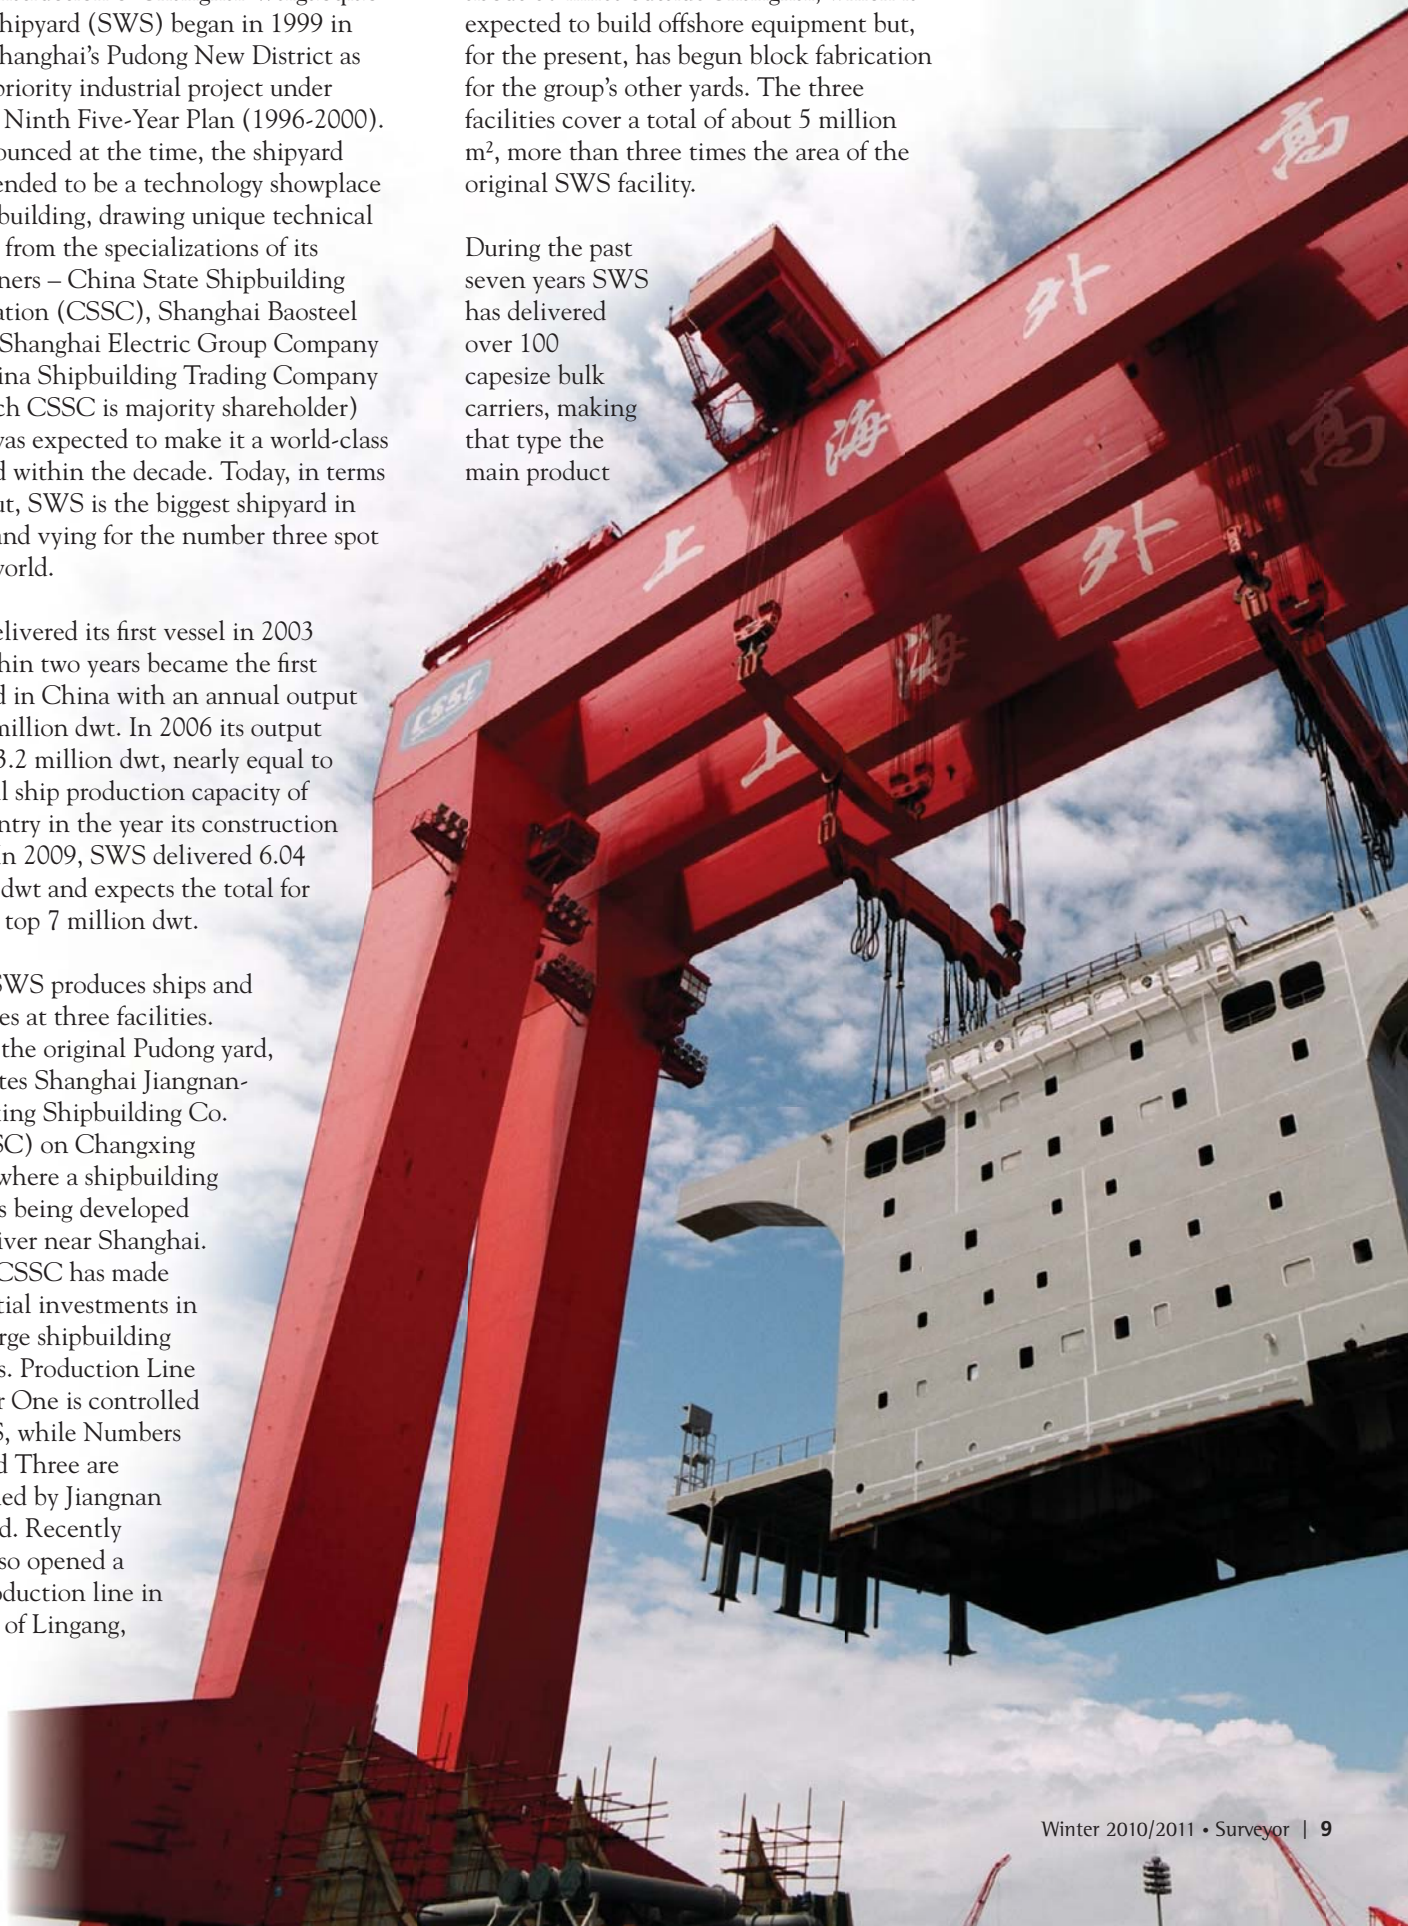 hipyard (SWS) began in 1999 in
hanghai’s Pudong New District as
priority industrial project under
Ninth Five-Year Plan (1996-2000).
ounced at the time, the shipyard
ended to be a technology showplace
building, drawing unique technical
from the specializations of its
ners – China State Shipbuilding
ation (CSSC), Shanghai Baosteel
Shanghai Electric Group Company
ina Shipbuilding Trading Company
ch CSSC is majority shareholder)
was expected to make it a world-class
d within the decade. Today, in terms
ut, SWS is the biggest shipyard in
and vying for the number three spot
world.
elivered its first vessel in 2003
hin two years became the first
d in China with an annual output
million dwt. In 2006 its output
3.2 million dwt, nearly equal to
l ship production capacity of
ntry in the year its construction
In 2009, SWS delivered 6.04
dwt and expects the total for
top 7 million dwt.
SWS produces ships and
es at three facilities.
the original Pudong yard,
tes Shanghai Jiangnan-
ing Shipbuilding Co.
SC) on Changxing
where a shipbuilding
s being developed
iver near Shanghai.
CSSC has made
tial investments in
rge shipbuilding
s. Production Line
r One is controlled
S, while Numbers
d Three are
led by Jiangnan
d. Recently
so opened a
oduction line in
of Lingang,
expected to build offshore equipment but,
for the present, has begun block fabrication
for the group’s other yards. The three
facilities cover a total of about 5 million
m², more than three times the area of the
original SWS facility.
During the past
seven years SWS
has delivered
over 100
capesize bulk
carriers, making
that type the
main product
上海外高
上海外高
CSSC
Winter 2010/2011 • Surveyor | 9